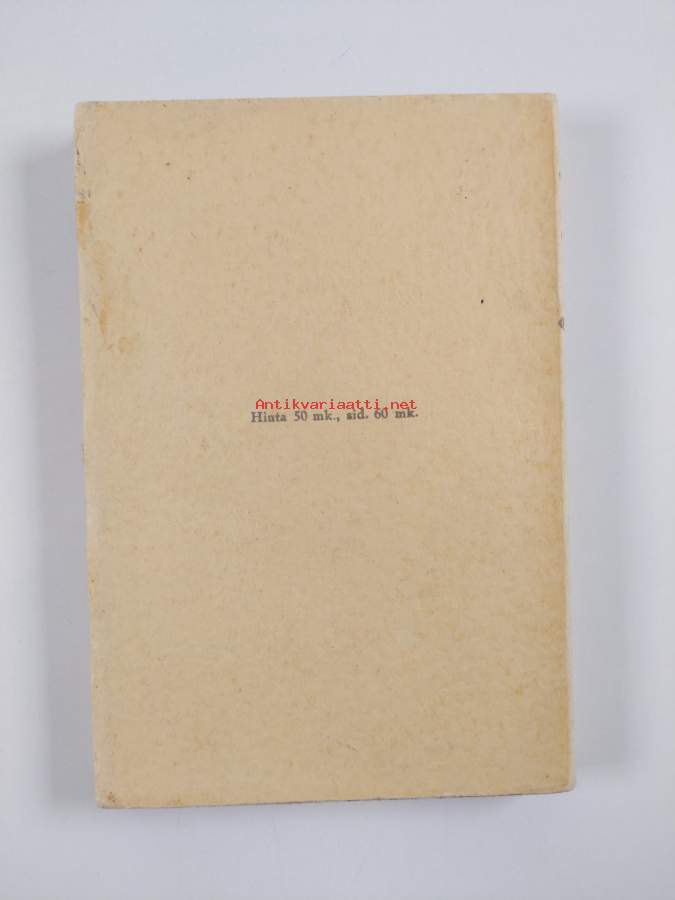 Antikvariaatti.net
Hinta 50 mk., sid. 60 mk.